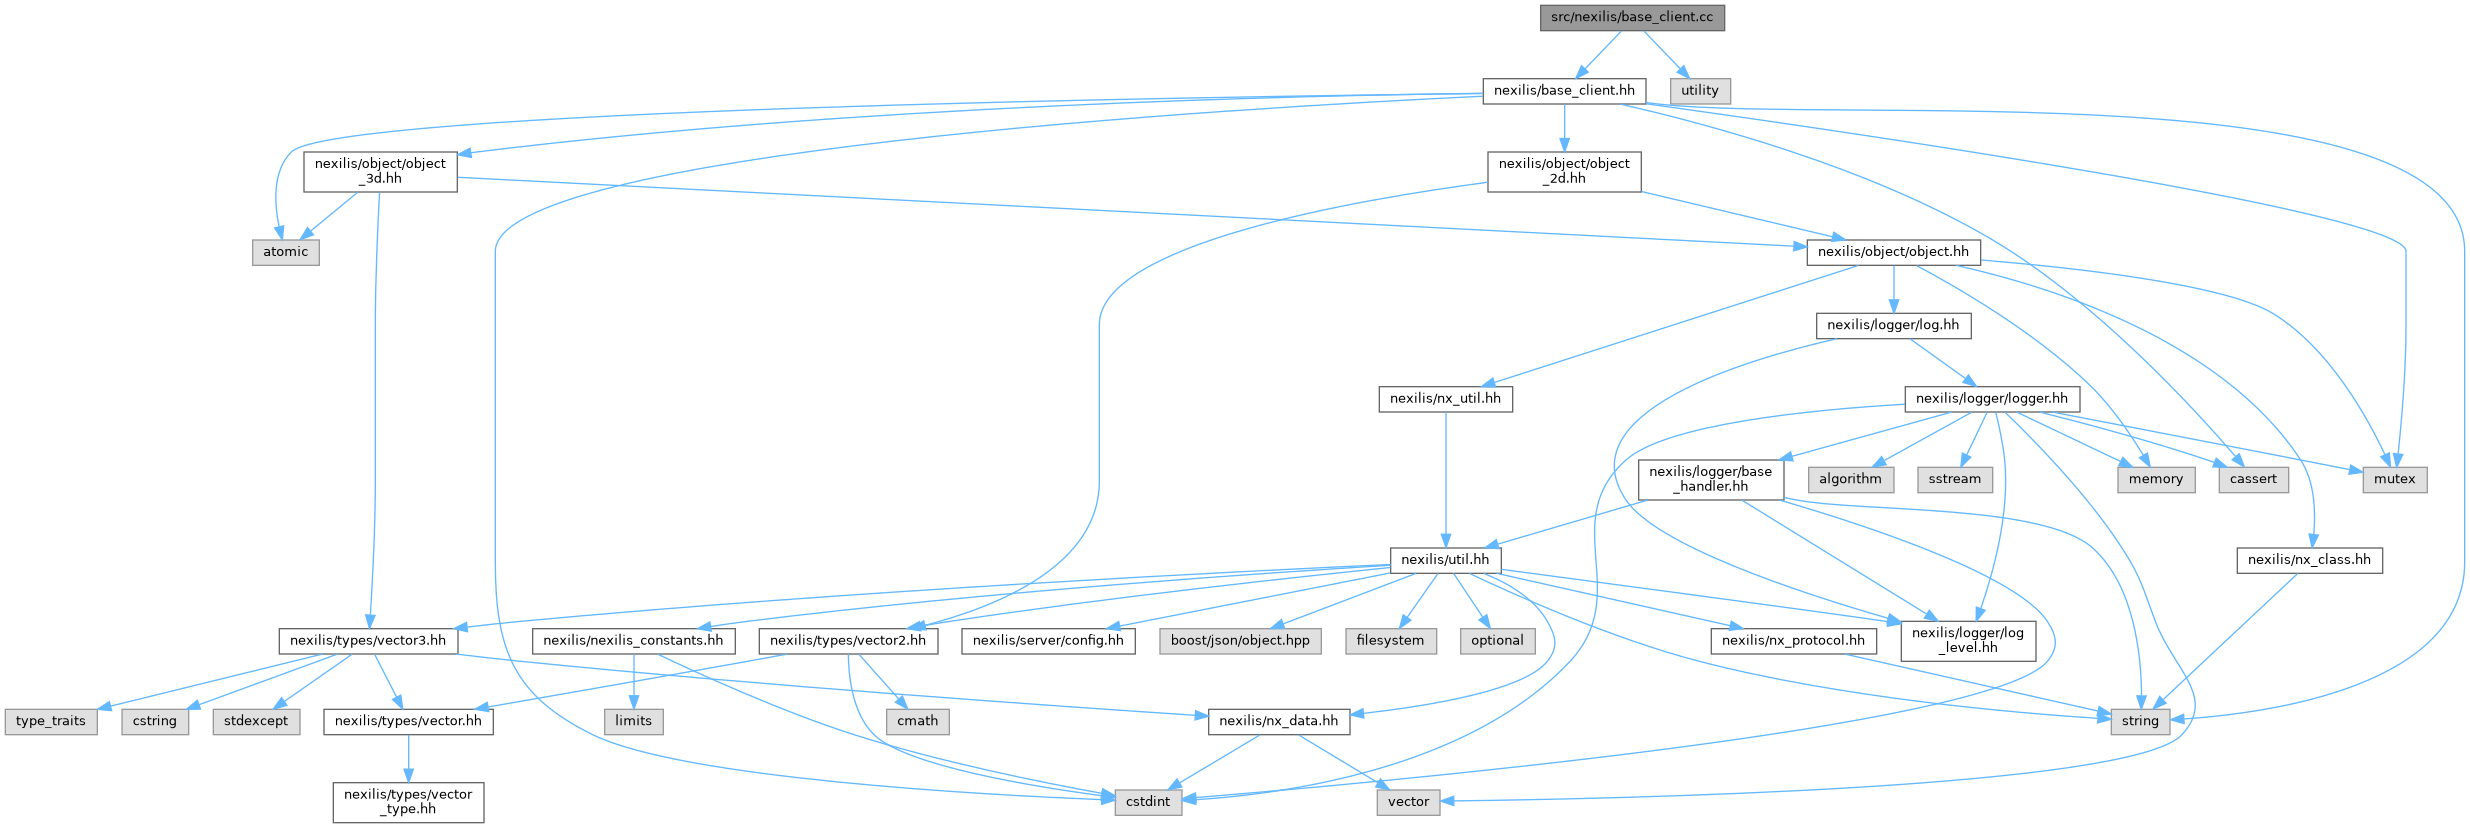 src/nexilis/base_client.cc
nexilis/base_client.hh
utility
nexilis/object/object
_3d.hh
nexilis/object/object
_2d.hh
atomic
nexilis/object/object.hh
nexilis/logger/log.hh
nexilis/nx_util.hh
nexilis/logger/logger.hh
nexilis/logger/base
_handler.hh
algorithm
sstream
memory
cassert
mutex
nexilis/util.hh
nexilis/nx_class.hh
nexilis/types/vector3.hh
nexilis/nexilis_constants.hh
nexilis/types/vector2.hh
nexilis/server/config.hh
boost/json/object.hpp
filesystem
optional
nexilis/nx_protocol.hh
nexilis/logger/log
_level.hh
type_traits
cstring
stdexcept
nexilis/types/vector.hh
limits
cmath
nexilis/nx_data.hh
string
nexilis/types/vector
_type.hh
cstdint
vector